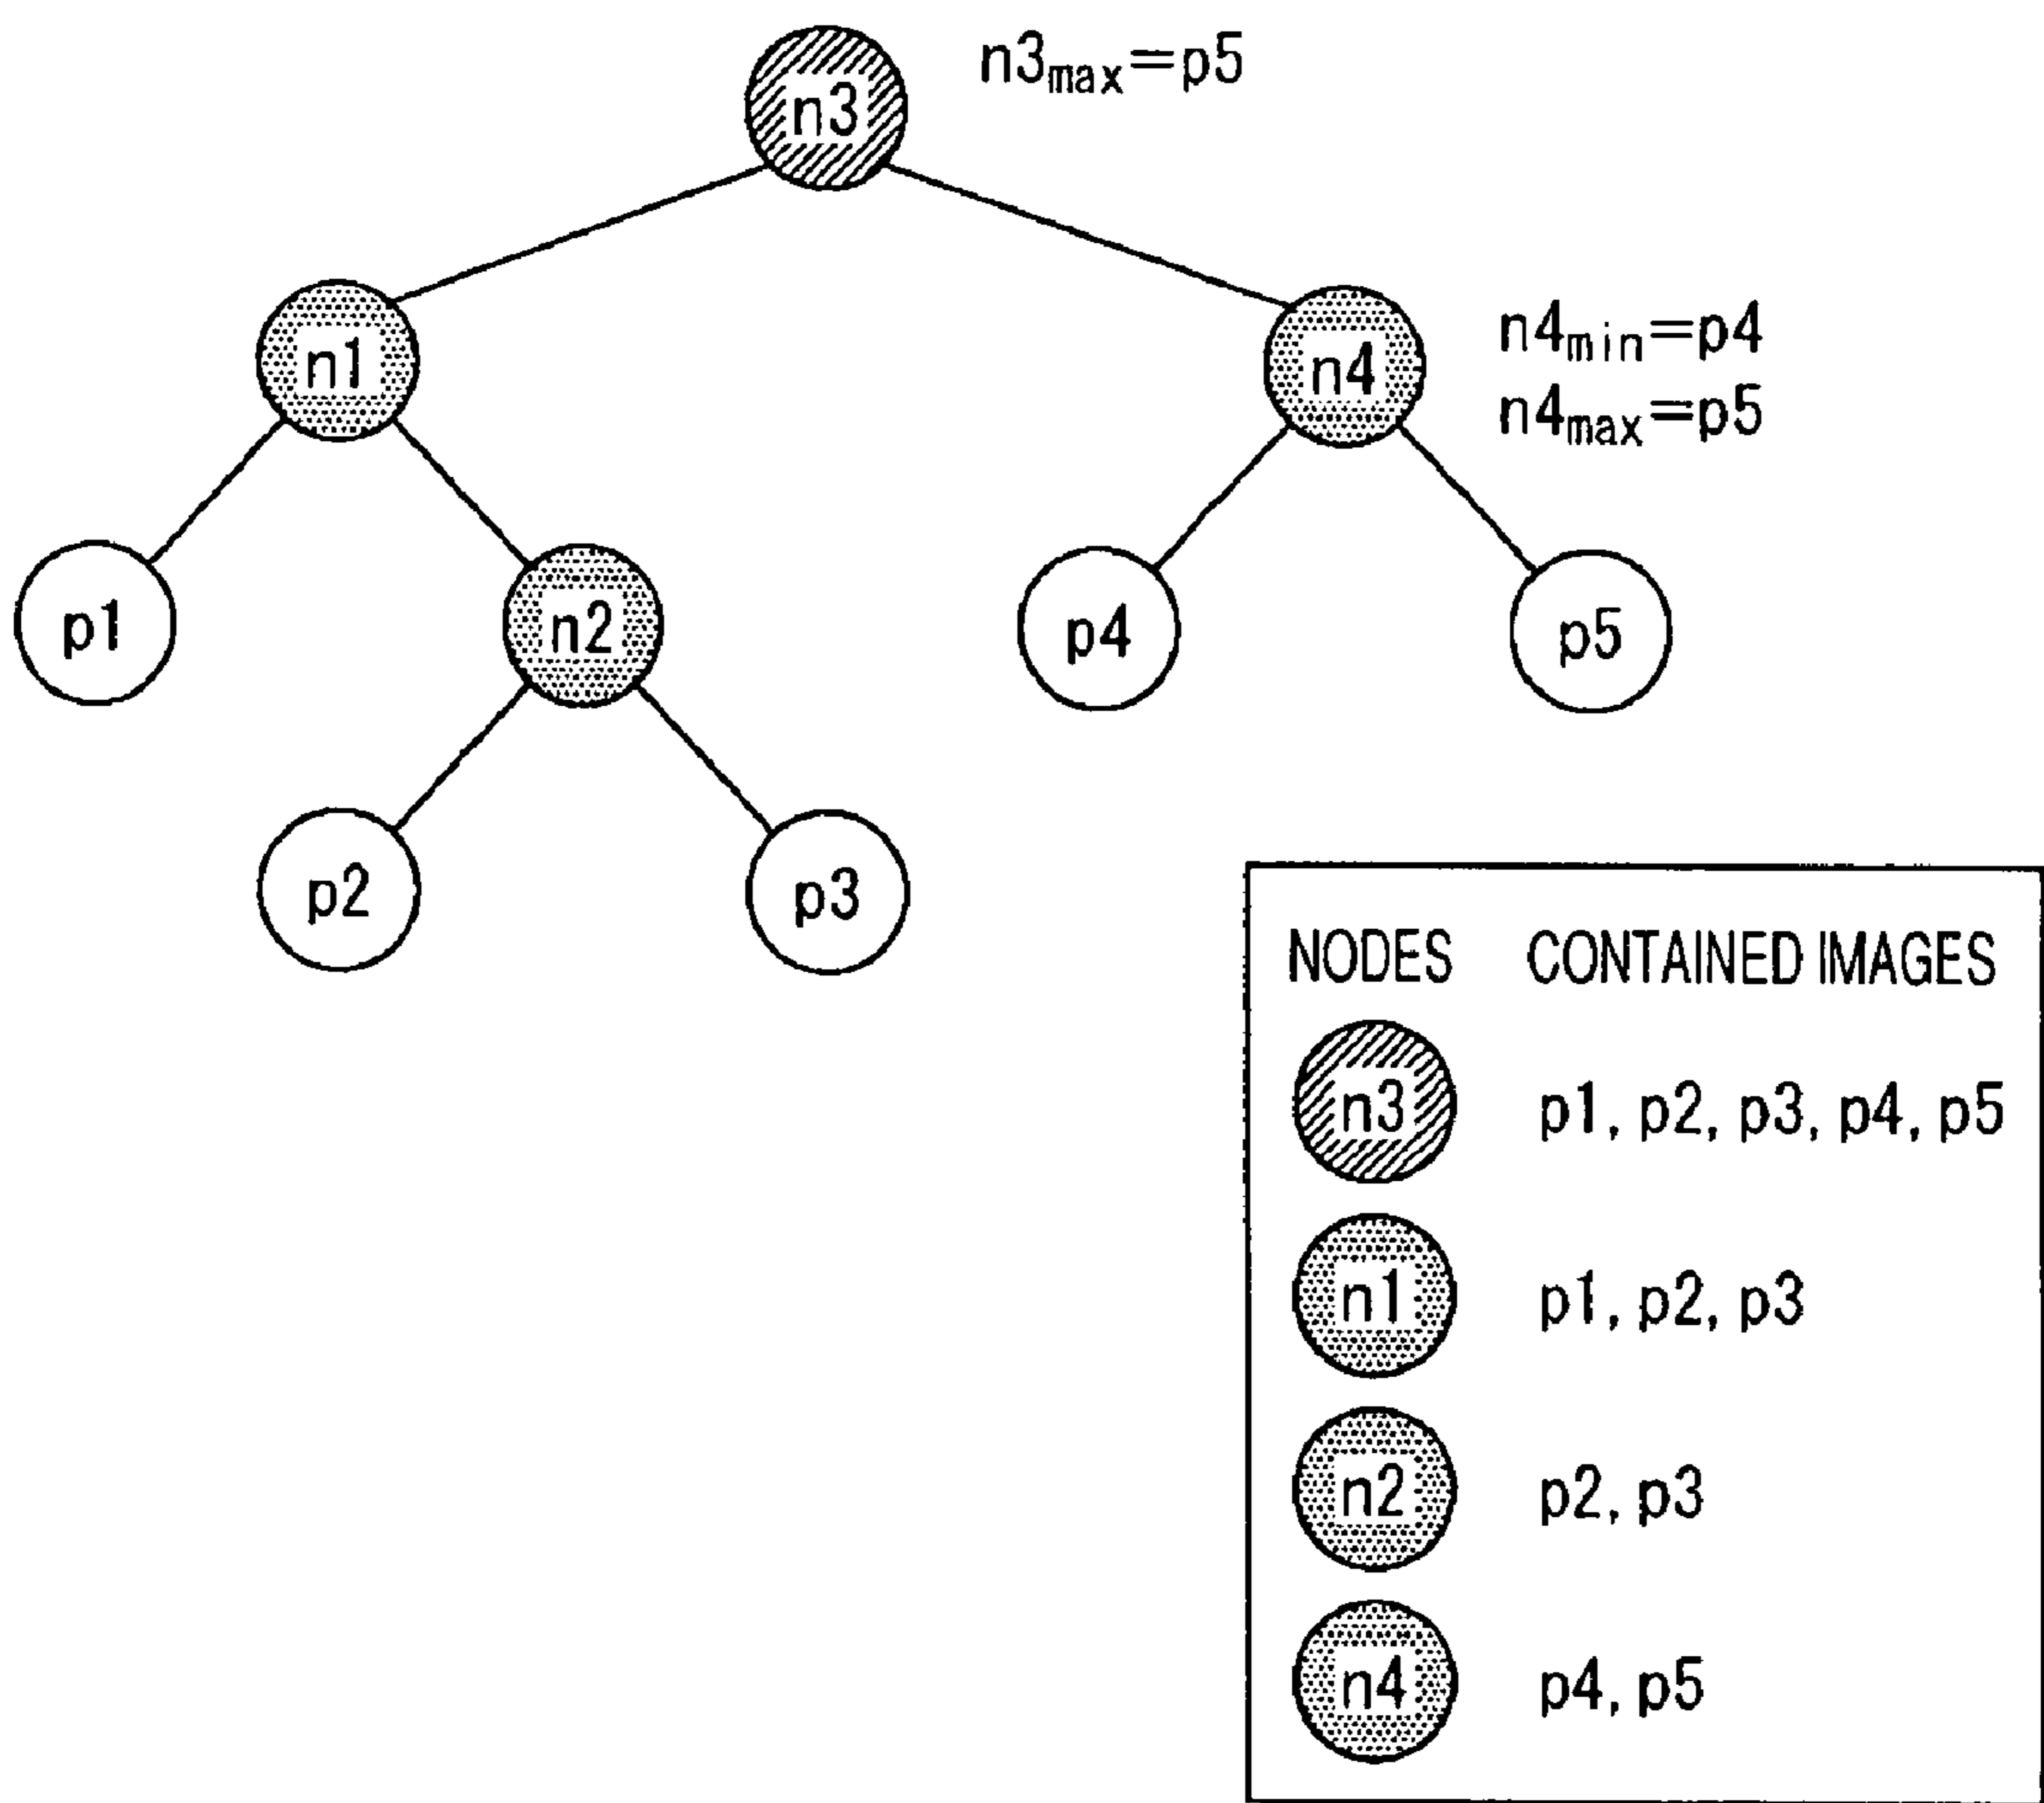 n3 n3max=p5
n1 n4 n4min=p4
n4max=p5
p1 n2 p4 p5
p2 p3
NODES CONTAINED IMAGES
n3 p1, p2, p3, p4, p5
n1 p1, p2, p3
n2 p2, p3
n4 p4, p5